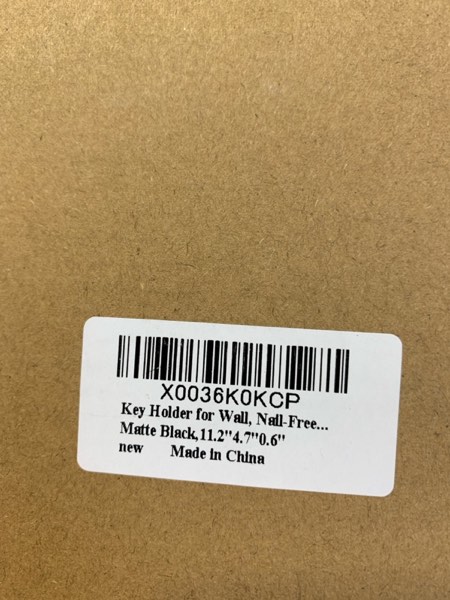 X0036K0KCP
Key Holder for Wall, Nail-Free...
Matte Black,11.2"4.7"0.6"
new Made in China